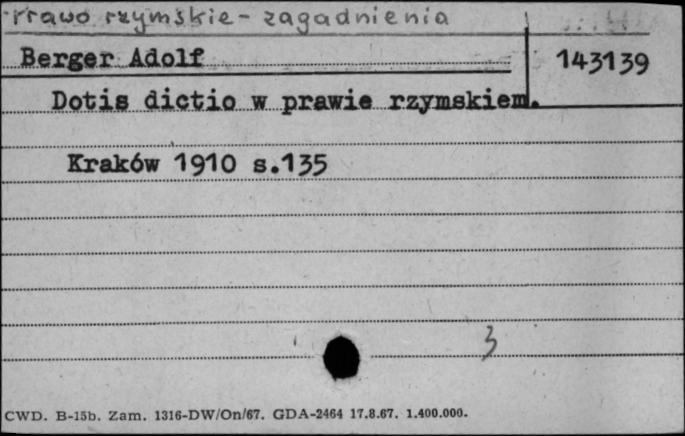 Prawo rzymskie - zagadnienia
Berger Adolf
143139
Dotis dictio w prawie rzymskiem.
Kraków 1910 s.135
3
CWD. B-15b. Zam. 1316-DW/On/67. GDA-2464 17.8.67. 1.400.000.